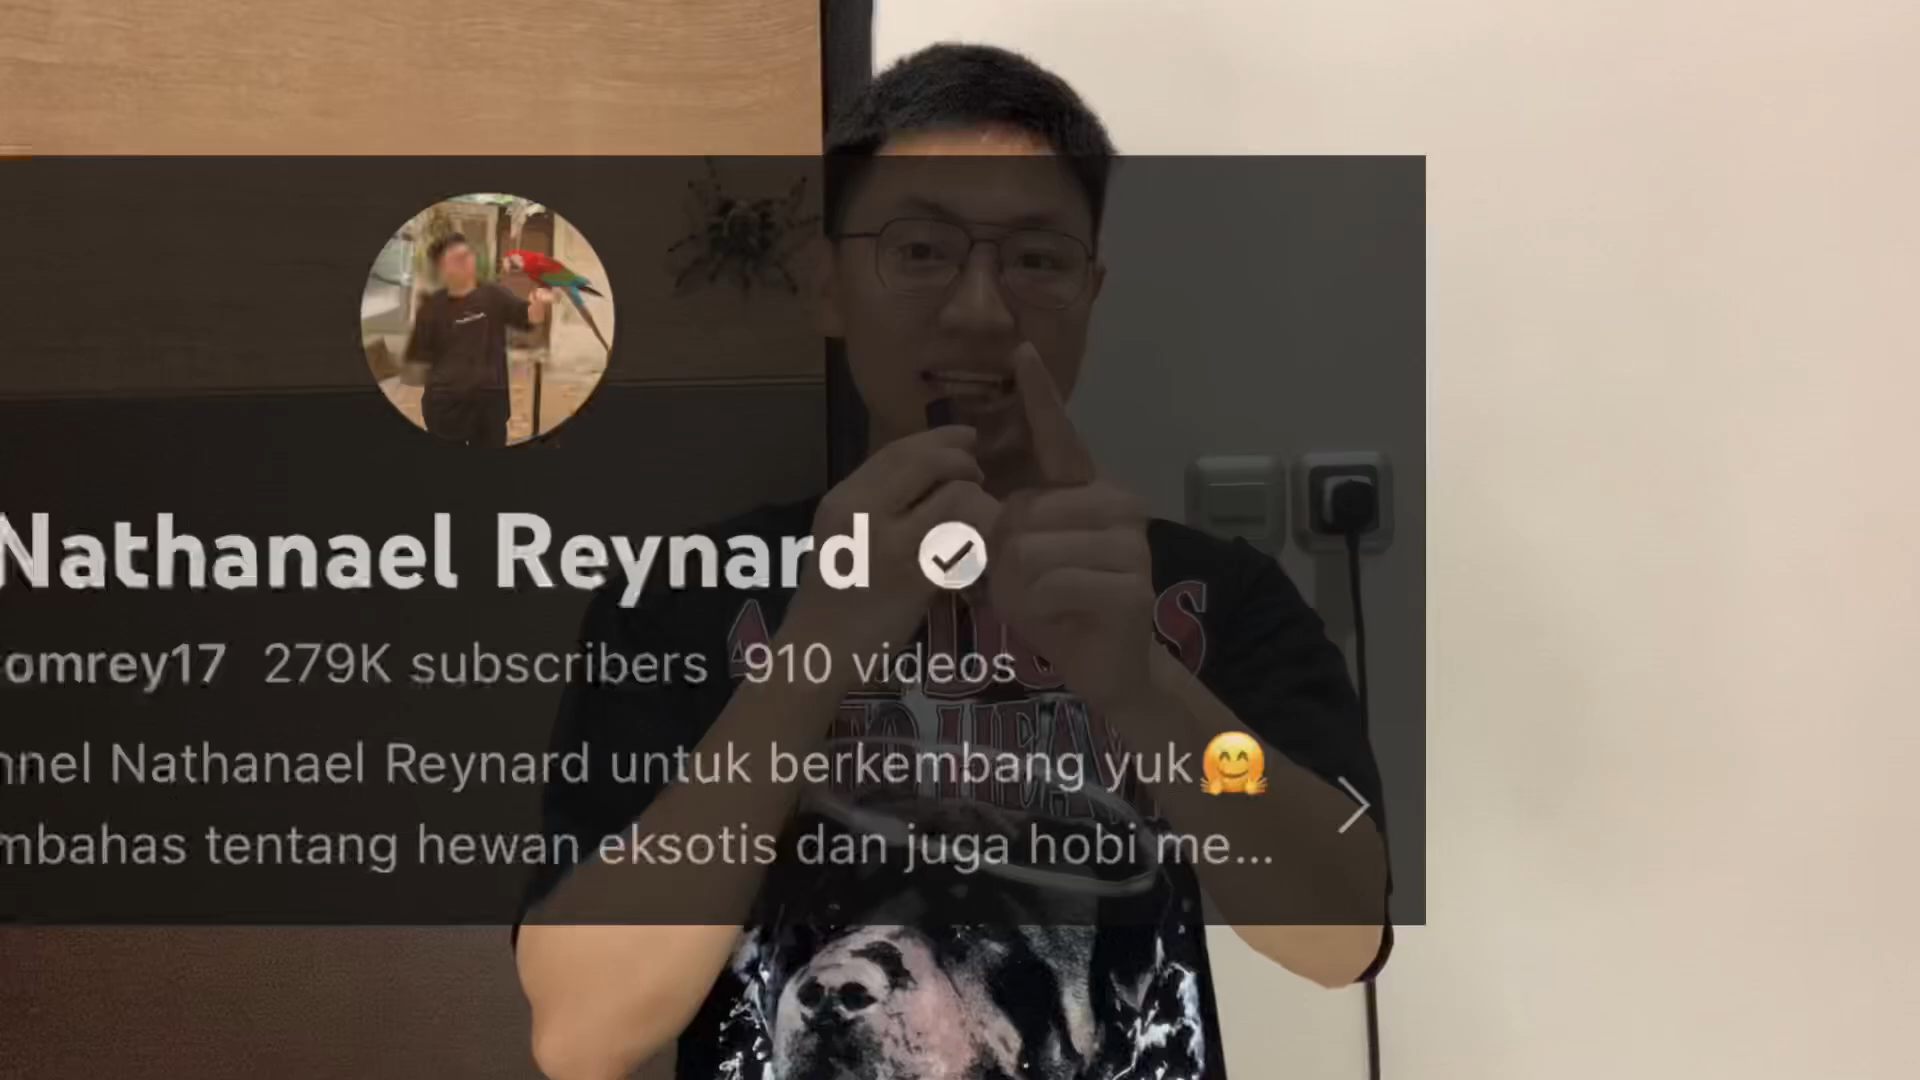 Nathanael Reynard
omrey17 279K subscribers 910 videos
nnel Nathanael Reynard untuk berkembang yuk🤗
mbahas tentang hewan eksotis dan juga hobi me...